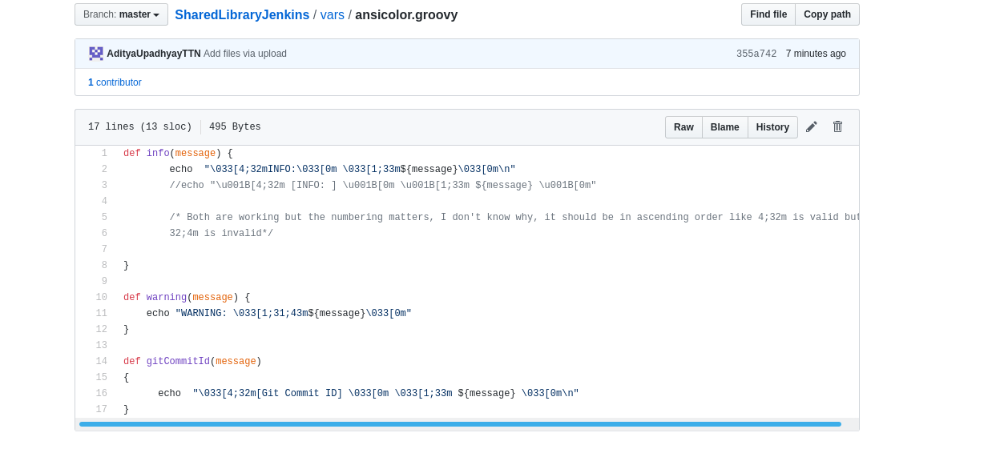 Branch: master SharedLibraryJenkins / vars / ansicolor.groovy Find file Copy path
AdityaUpadhyayTTN Add files via upload 355a742 7 minutes ago
1 contributor
17 lines (13 sloc) 495 Bytes Raw Blame History
1 def info(message) {
2         echo  "\033[4;32mINFO:\033[0m \033[1;33m${message}\033[0m\n"
3         //echo "\u001B[4;32m [INFO: ] \u001B[0m \u001B[1;33m ${message} \u001B[0m"
4
5         /* Both are working but the numbering matters, I don't know why, it should be in ascending order like 4;32m is valid but
6         32;4m is invalid*/
7
8 }
9
10 def warning(message) {
11     echo "WARNING: \033[1;31;43m${message}\033[0m"
12 }
13
14 def gitCommitId(message)
15 {
16       echo  "\033[4;32m[Git Commit ID] \033[0m \033[1;33m ${message} \033[0m\n"
17 }